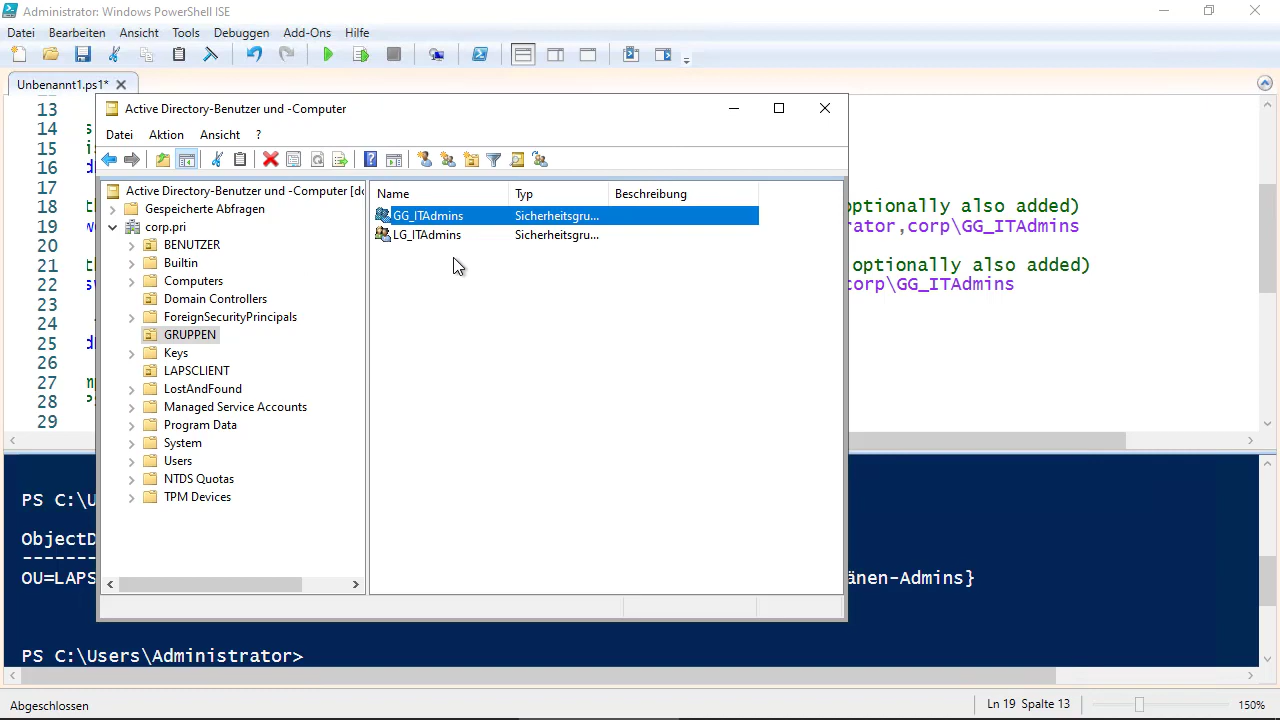 Administrator: Windows PowerShell ISE
Datei Bearbeiten Ansicht Tools Debuggen Add-Ons Hilfe
Unbenannt1.ps1*
13
14
15
16
17
18 optionally also added)
19 rator,corp\GG_ITAdmins
20
21 optionally also added)
22 corp\GG_ITAdmins
23
24
25
26
27
28
29
Active Directory-Benutzer und -Computer
Datei Aktion Ansicht ?
Active Directory-Benutzer und -Computer [dc
Gespeicherte Abfragen
corp.pri
BENUTZER
Builtin
Computers
Domain Controllers
ForeignSecurityPrincipals
GRUPPEN
Keys
LAPSCLIENT
LostAndFound
Managed Service Accounts
Program Data
System
Users
NTDS Quotas
TPM Devices
Name Typ Beschreibung
GG_ITAdmins Sicherheitsgru...
LG_ITAdmins Sicherheitsgru...
PS C:\U
ObjectD
OU=LAPS änen-Admins}
PS C:\Users\Administrator>
Abgeschlossen Ln 19 Spalte 13 150%